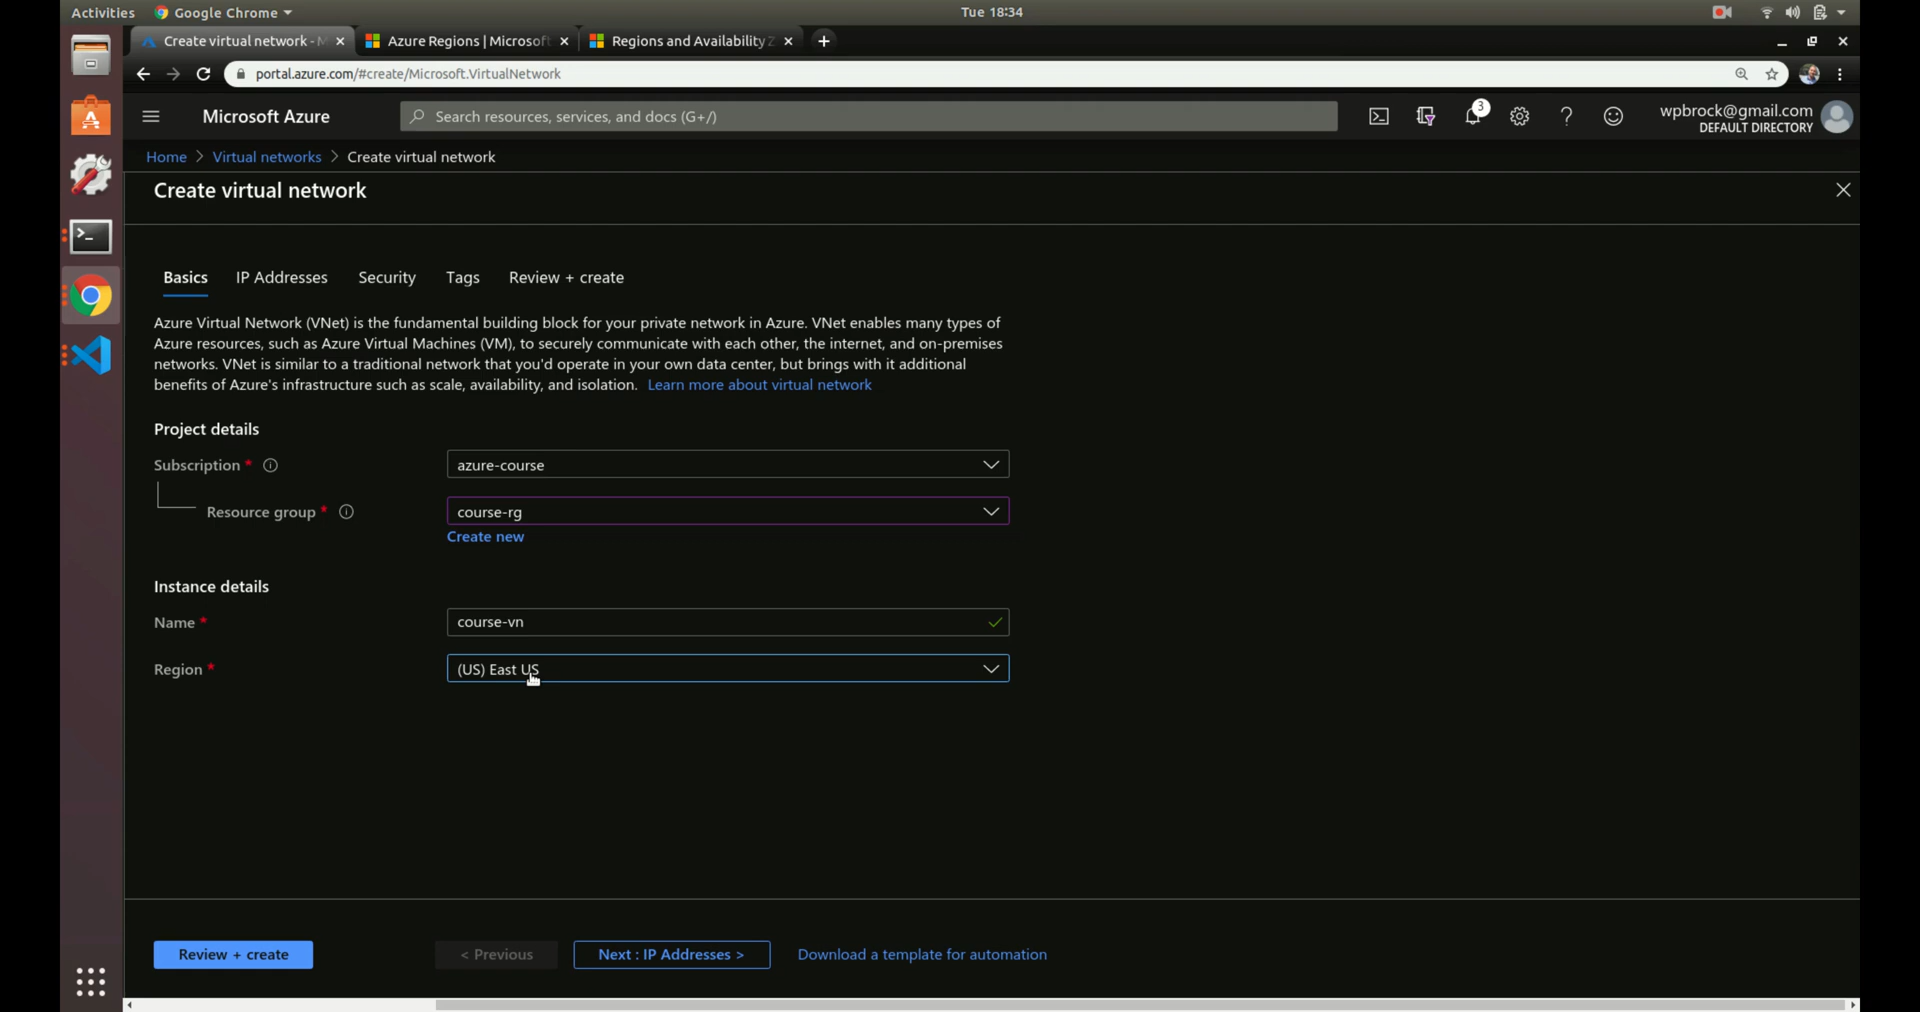 Activities
Google Chrome
Tue 18:34
Create virtual network - M
Azure Regions | Microsoft
Regions and Availability Z
portal.azure.com/#create/Microsoft.VirtualNetwork
Microsoft Azure
Search resources, services, and docs (G+/)
3
wpbrock@gmail.com
DEFAULT DIRECTORY
Home > Virtual networks > Create virtual network
Create virtual network
Basics
IP Addresses
Security
Tags
Review + create
Azure Virtual Network (VNet) is the fundamental building block for your private network in Azure. VNet enables many types of
Azure resources, such as Azure Virtual Machines (VM), to securely communicate with each other, the internet, and on-premises
networks. VNet is similar to a traditional network that you'd operate in your own data center, but brings with it additional
benefits of Azure's infrastructure such as scale, availability, and isolation. Learn more about virtual network
Project details
Subscription *
azure-course
Resource group *
course-rg
Create new
Instance details
Name *
course-vn
Region *
(US) East US
Review + create
< Previous
Next : IP Addresses >
Download a template for automation